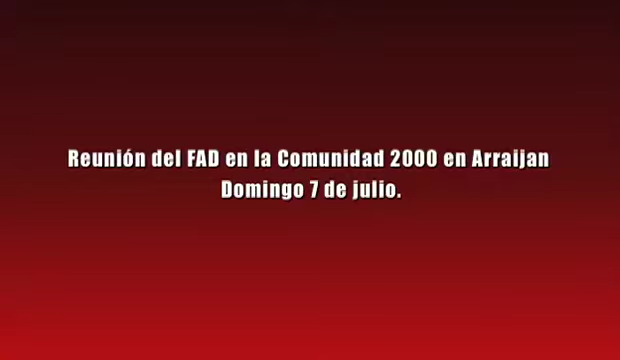 Reunión del FAD en la Comunidad 2000 en Arraijan
Domingo 7 de julio.